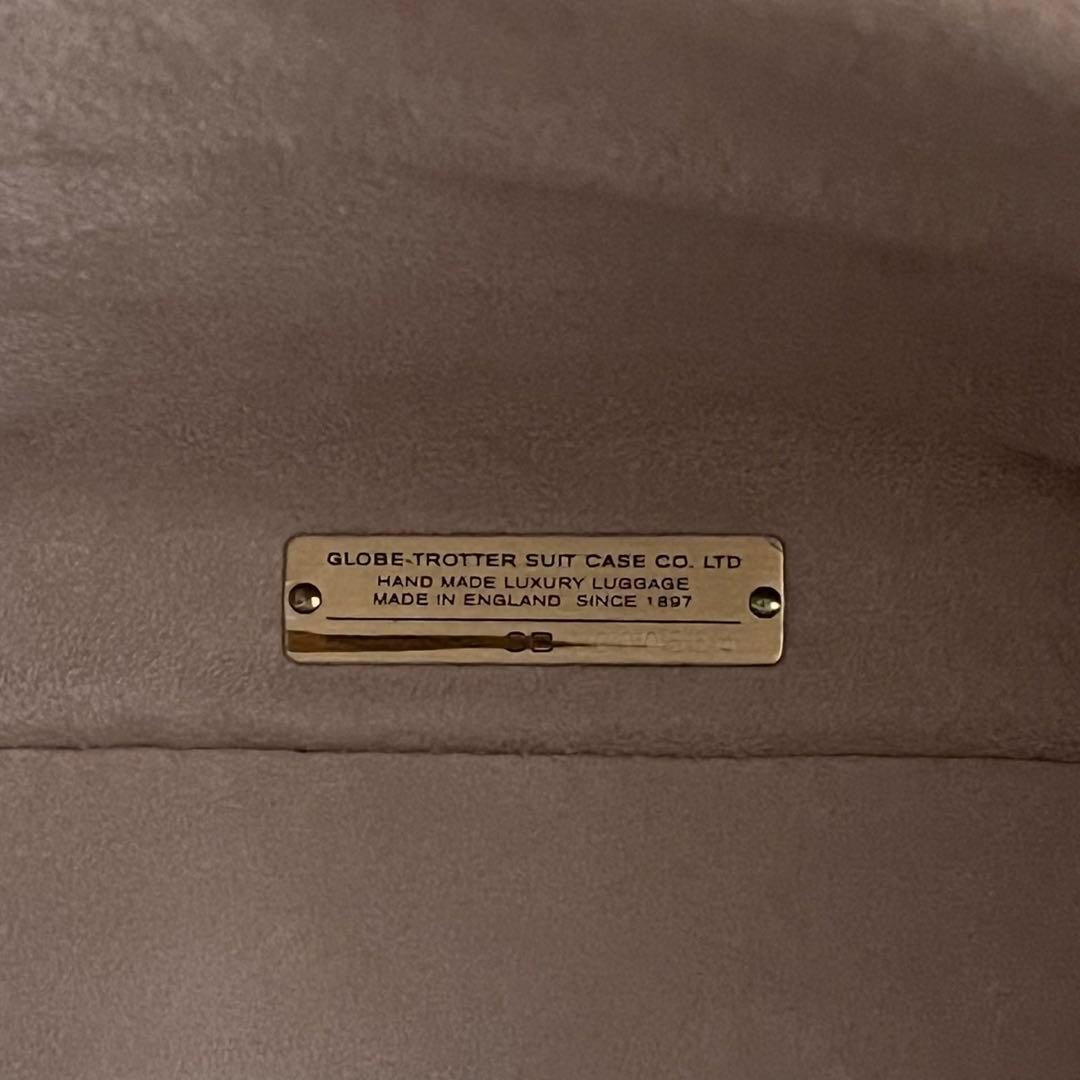 GLOBE-TROTTER SUIT CASE CO. LTD
HAND MADE LUXURY LUGGAGE
MADE IN ENGLAND SINCE 1897